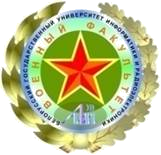 БЕЛОРУССКИЙ ГОСУДАРСТВЕННЫЙ УНИВЕРСИТЕТ ИНФОРМАТИКИ И РАДИОЭЛЕКТРОНИКИ
ВОЕННЫЙ ФАКУЛЬТЕТ